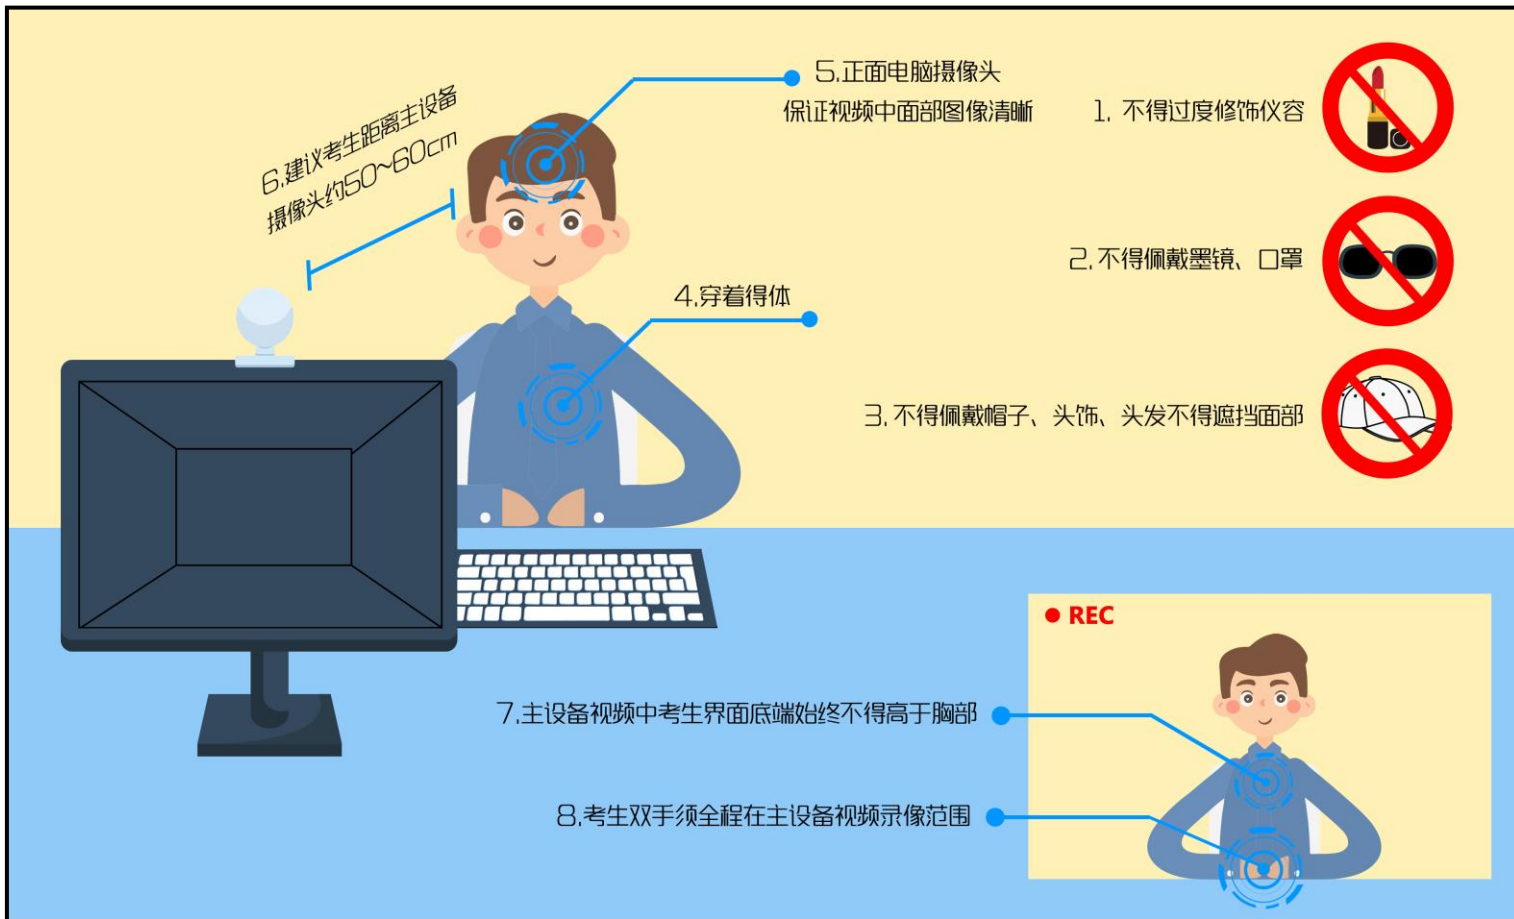 1. 不得过度修饰仪容
2. 不得佩戴墨镜、口罩
3. 不得佩戴帽子、头饰、头发不得遮挡面部
4.穿着得体
5.正面电脑摄像头
保证视频中面部图像清晰
6.建议考生距离主设备
摄像头约50~60cm
REC
7.主设备视频中考生界面底端始终不得高于胸部
8.考生双手须全程在主设备视频录像范围